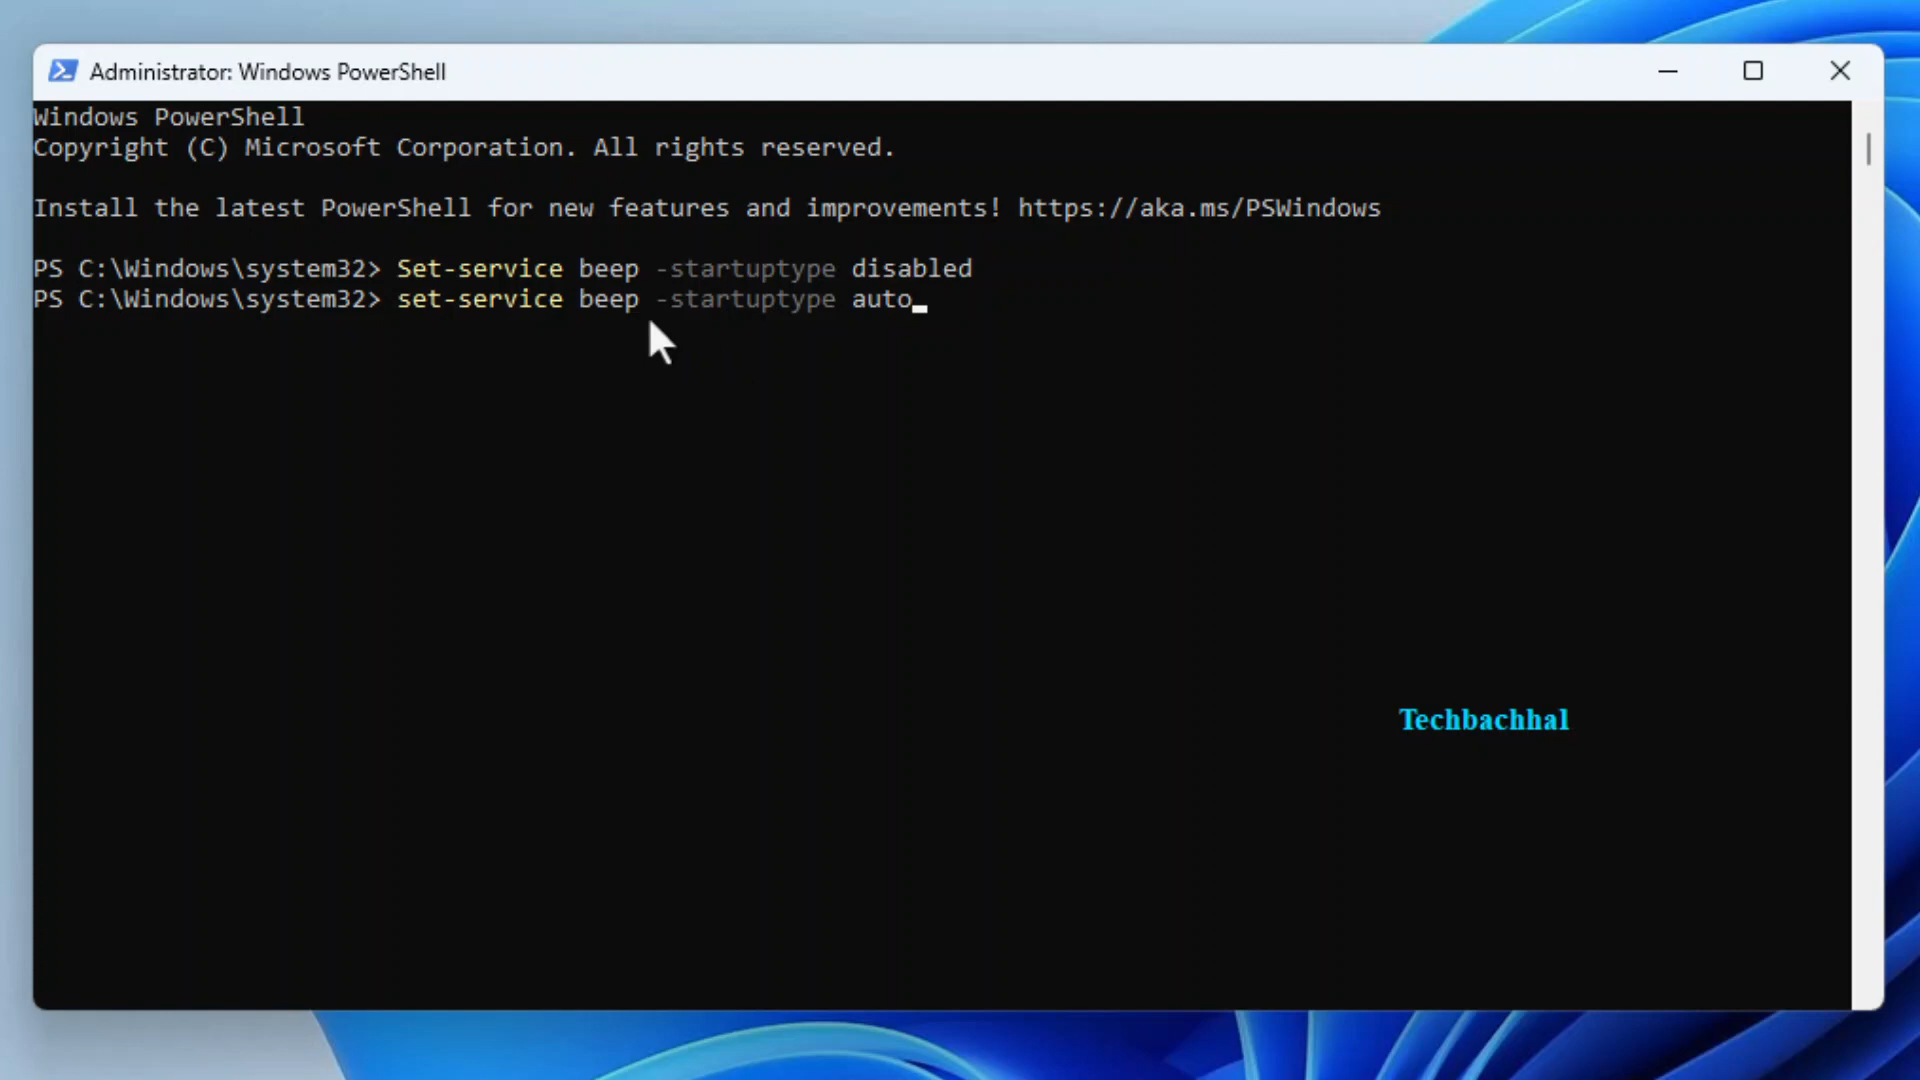 Administrator: Windows PowerShell
Windows PowerShell
Copyright (C) Microsoft Corporation. All rights reserved.
Install the latest PowerShell for new features and improvements! https://aka.ms/PSWindows
PS C:\Windows\system32> Set-service beep -startuptype disabled
PS C:\Windows\system32> set-service beep -startuptype auto
Techbachhal